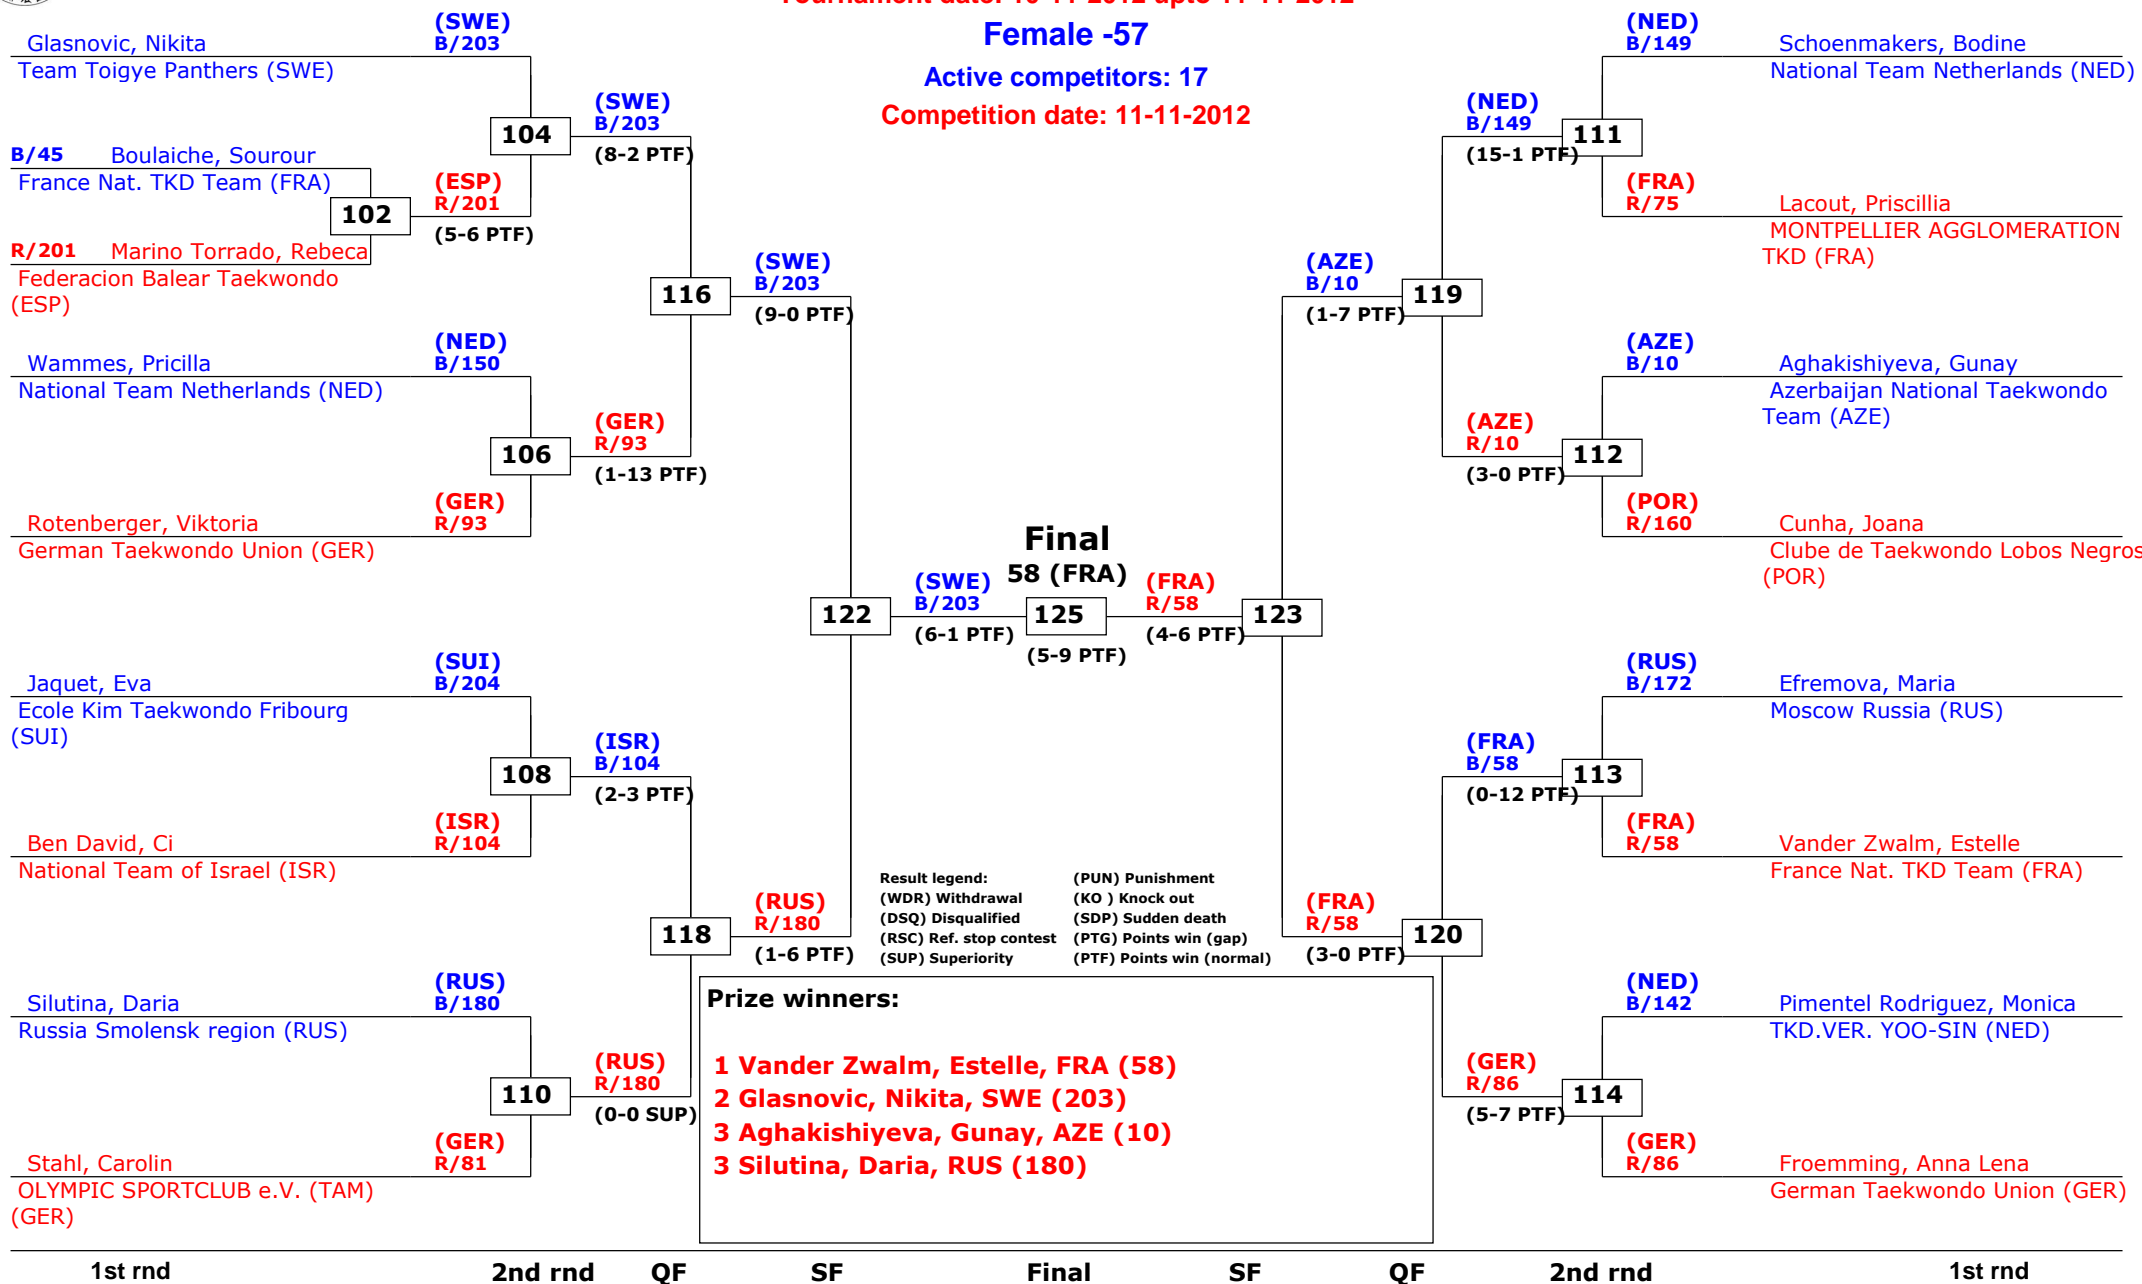 Tournament date: 10-11-2012 upto 11-11-2012
Female -57
Active competitors: 17
Competition date: 11-11-2012
Glasnovic, Nikita
Team Toigye Panthers (SWE)
(SWE)
B/203
B/45 Boulaiche, Sourour
France Nat. TKD Team (FRA)
102
R/201 Marino Torrado, Rebeca
Federacion Balear Taekwondo
(ESP)
(ESP)
R/201
(5-6 PTF)
104
(SWE)
B/203
(8-2 PTF)
Wammes, Pricilla
National Team Netherlands (NED)
(NED)
B/150
106
Rotenberger, Viktoria
German Taekwondo Union (GER)
(GER)
R/93
(GER)
R/93
(1-13 PTF)
116
(SWE)
B/203
(9-0 PTF)
Jaquet, Eva
Ecole Kim Taekwondo Fribourg
(SUI)
(SUI)
B/204
108
Ben David, Ci
National Team of Israel (ISR)
(ISR)
R/104
(ISR)
B/104
(2-3 PTF)
Silutina, Daria
Russia Smolensk region (RUS)
(RUS)
B/180
110
Stahl, Carolin
OLYMPIC SPORTCLUB e.V. (TAM)
(GER)
(GER)
R/81
(RUS)
R/180
(0-0 SUP)
118
(RUS)
R/180
(1-6 PTF)
122
(SWE)
B/203
(6-1 PTF)
Final
58 (FRA)
125
(5-9 PTF)
(FRA)
R/58
(4-6 PTF)
123
(AZE)
B/10
(1-7 PTF)
119
(NED)
B/149
(15-1 PTF)
111
(NED)
B/149
Schoenmakers, Bodine
National Team Netherlands (NED)
(FRA)
R/75
Lacout, Priscillia
MONTPELLIER AGGLOMERATION
TKD (FRA)
(AZE)
R/10
(3-0 PTF)
112
(AZE)
B/10
Aghakishiyeva, Gunay
Azerbaijan National Taekwondo
Team (AZE)
(POR)
R/160
Cunha, Joana
Clube de Taekwondo Lobos Negros
(POR)
(FRA)
R/58
(3-0 PTF)
120
(FRA)
B/58
(0-12 PTF)
113
(RUS)
B/172
Efremova, Maria
Moscow Russia (RUS)
(FRA)
R/58
Vander Zwalm, Estelle
France Nat. TKD Team (FRA)
(GER)
R/86
(5-7 PTF)
114
(NED)
B/142
Pimentel Rodriguez, Monica
TKD.VER. YOO-SIN (NED)
(GER)
R/86
Froemming, Anna Lena
German Taekwondo Union (GER)
Result legend:
(WDR) Withdrawal
(DSQ) Disqualified
(RSC) Ref. stop contest
(SUP) Superiority
(PUN) Punishment
(KO ) Knock out
(SDP) Sudden death
(PTG) Points win (gap)
(PTF) Points win (normal)
Prize winners:
1 Vander Zwalm, Estelle, FRA (58)
2 Glasnovic, Nikita, SWE (203)
3 Aghakishiyeva, Gunay, AZE (10)
3 Silutina, Daria, RUS (180)
1st rnd 2nd rnd QF SF Final SF QF 2nd rnd 1st rnd